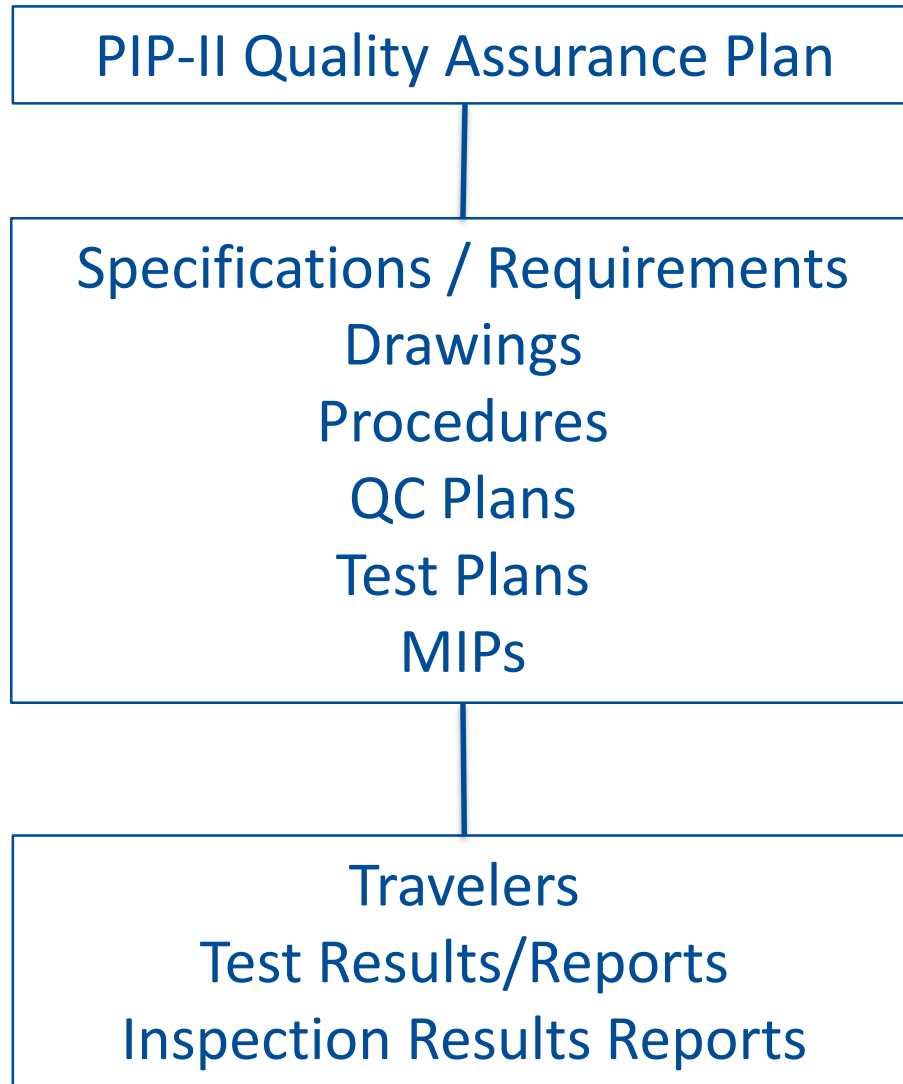 PIP-II Quality Assurance Plan
Specifications / Requirements
Drawings
Procedures
QC Plans
Test Plans
MIPs
Travelers
Test Results/Reports
Inspection Results Reports